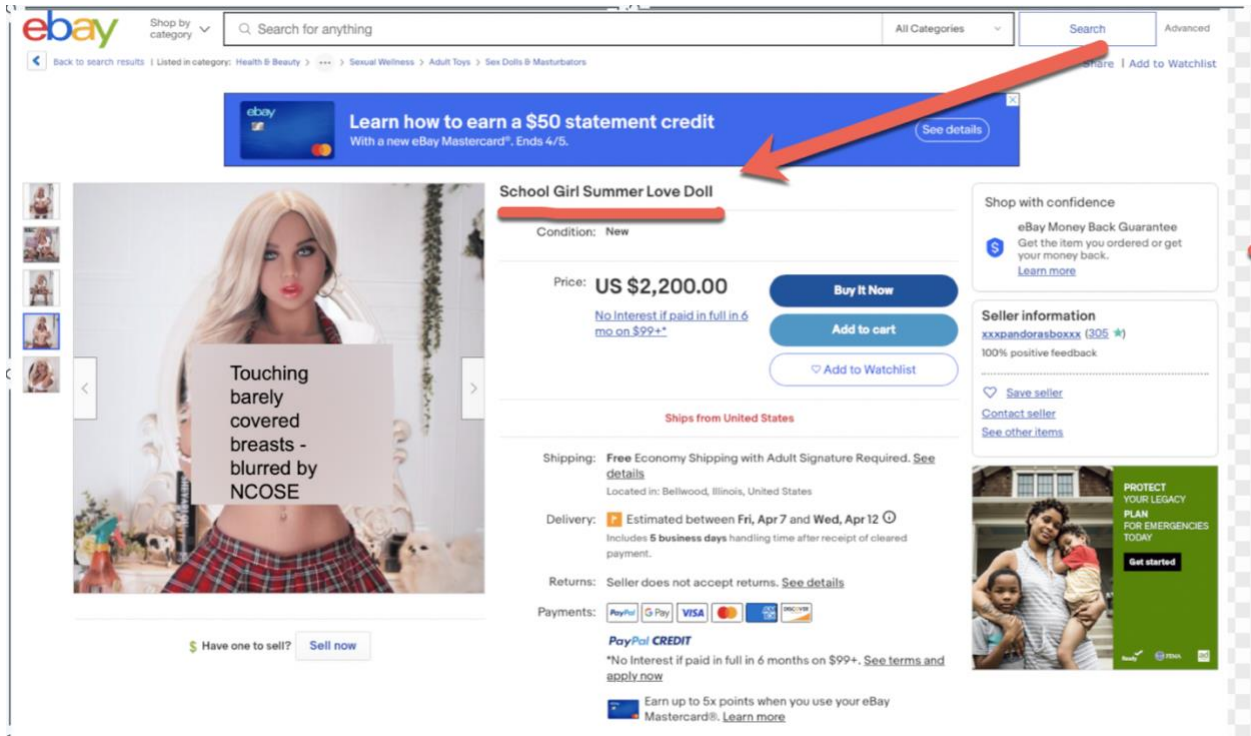 ebay
Shop by
category
Search for anything
All Categories
Search
Advanced
Back to search results | Listed in category: Health & Beauty > ... > Sexual Wellness > Adult Toys > Sex Dolls & Masturbators
Share | Add to Watchlist
ebay
Learn how to earn a $50 statement credit
With a new eBay Mastercard®. Ends 4/5.
See details
School Girl Summer Love Doll
Condition: New
Price: US $2,200.00
No Interest if paid in full in 6
mo on $99+*
Buy It Now
Add to cart
Add to Watchlist
Ships from United States
Shipping: Free Economy Shipping with Adult Signature Required. See
details
Located in: Bellwood, Illinois, United States
Delivery: Estimated between Fri, Apr 7 and Wed, Apr 12
Includes 5 business days handling time after receipt of cleared
payment.
Returns: Seller does not accept returns. See details
Payments: PayPal G Pay VISA DISCOVER
PayPal CREDIT
*No Interest if paid in full in 6 months on $99+. See terms and
apply now
Earn up to 5x points when you use your eBay
Mastercard®. Learn more
Touching
barely
covered
breasts -
blurred by
NCOSE
$ Have one to sell? Sell now
Shop with confidence
eBay Money Back Guarantee
Get the item you ordered or get
your money back.
Learn more
Seller information
xxxpandorasboxxx (305)
100% positive feedback
Save seller
Contact seller
See other items
PROTECT
YOUR LEGACY
PLAN
FOR EMERGENCIES
TODAY
Get started
Ready
FEMA
ad